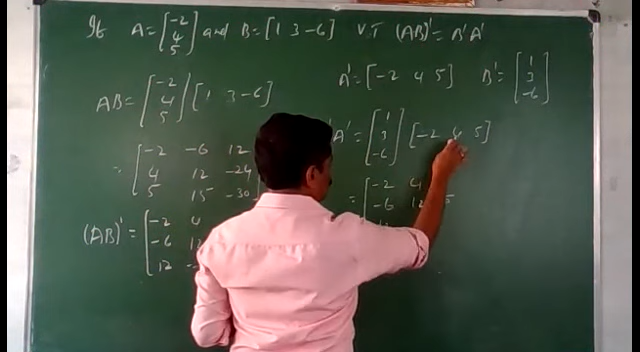 If A = [-2 4 5] and B = [1 3 -6] V.T (AB)' = B'A'
AB = [-2 4 5] [1 3 -6]
= [-2 -6 12
4 12 -24
5 15 -30
(AB)' = [-2 4
-6 12
12 -
A' = [-2 4 5] B' = [1 3 -6]
'A' = [1 3 -6] [-2 4 5]
= [-2 4
-6 12 5